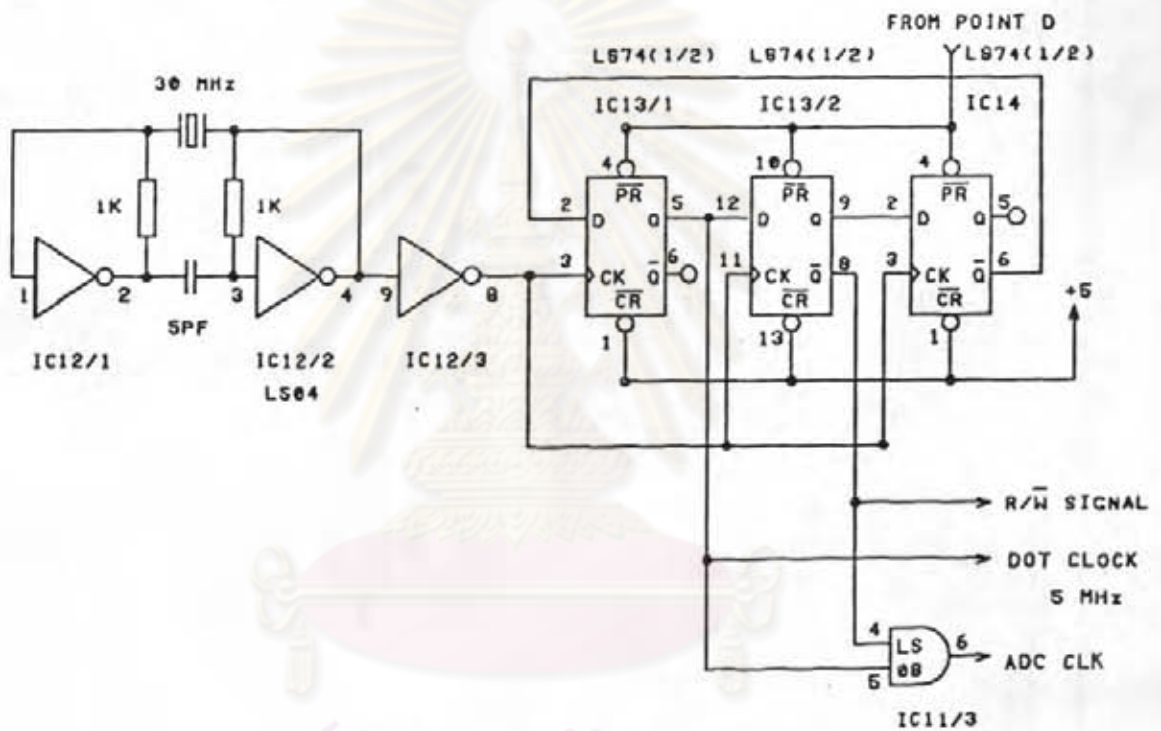 FROM POINT D
LS74(1/2) LS74(1/2) LS74(1/2)
30 MHz
IC13/1 IC13/2 IC14
4 10 4
1K 1K
PR PR PR
2 D Q 5 12 D Q 9 2 D Q 5
3 CK Q 6 11 CK Q 8 3 CK Q 6
CR CR CR
1 2 3 4 9 8
+5
5PF
1 13 1
IC12/1 IC12/2 IC12/3
LS04
R/W̅ SIGNAL
DOT CLOCK
5 MHz
4 LS 6
ADC CLK
5 08
IC11/3